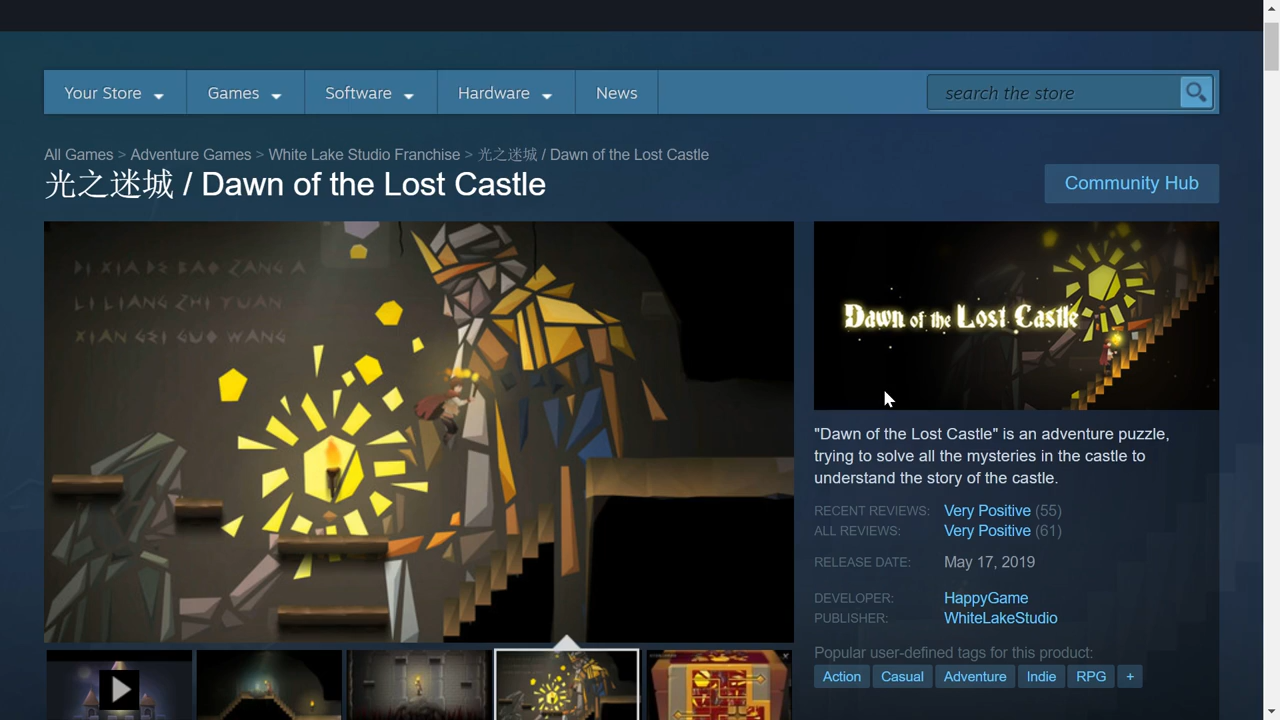 Your Store
Games
Software
Hardware
News
search the store
All Games > Adventure Games > White Lake Studio Franchise > 光之迷城 / Dawn of the Lost Castle
光之迷城 / Dawn of the Lost Castle
Community Hub
DI XIA DE BAO ZANG A
LI LIANG ZHI YUAN
XIAN GEI GUO WANG
Dawn of the Lost Castle
"Dawn of the Lost Castle" is an adventure puzzle,
trying to solve all the mysteries in the castle to
understand the story of the castle.
RECENT REVIEWS: Very Positive (55)
ALL REVIEWS: Very Positive (61)
RELEASE DATE: May 17, 2019
DEVELOPER: HappyGame
PUBLISHER: WhiteLakeStudio
Popular user-defined tags for this product:
Action Casual Adventure Indie RPG +